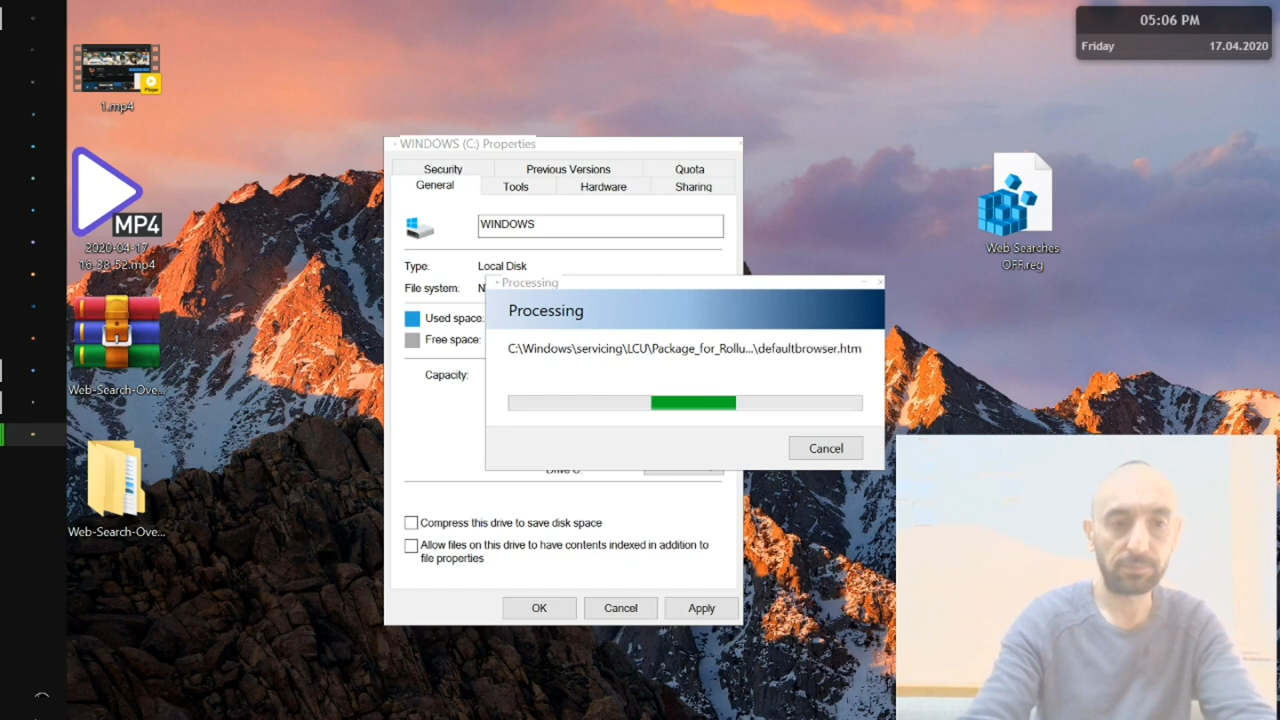 05:06 PM
Friday
17.04.2020
1.mp4
MP4
2020-04-17
16-38-52.mp4
Web-Search-Ove...
Web-Search-Ove...
Web Searches
OFF.reg
Player
WINDOWS (C:) Properties
Security
Previous Versions
Quota
General
Tools
Hardware
Sharing
WINDOWS
Type:
Local Disk
File system:
Used space:
Free space:
Capacity:
Drive C:
Processing
Processing
C:\Windows\servicing\LCU\Package_for_Rollu...\defaultbrowser.htm
Cancel
Compress this drive to save disk space
Allow files on this drive to have contents indexed in addition to
file properties
OK
Cancel
Apply